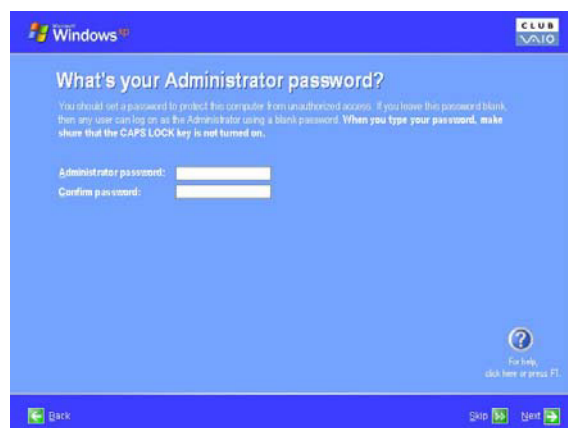 Microsoft
Windows xp
CLUB
VAIO
What's your Administrator password?
You should set a password to protect this computer from unauthorized access. If you leave this password blank,
then any user can log on as the Administrator using a blank password. When you type your password, make
shure that the CAPS LOCK key is not turned on.
Administrator password:
Confirm password:
For help,
click here or press F1.
Back
Skip
Next